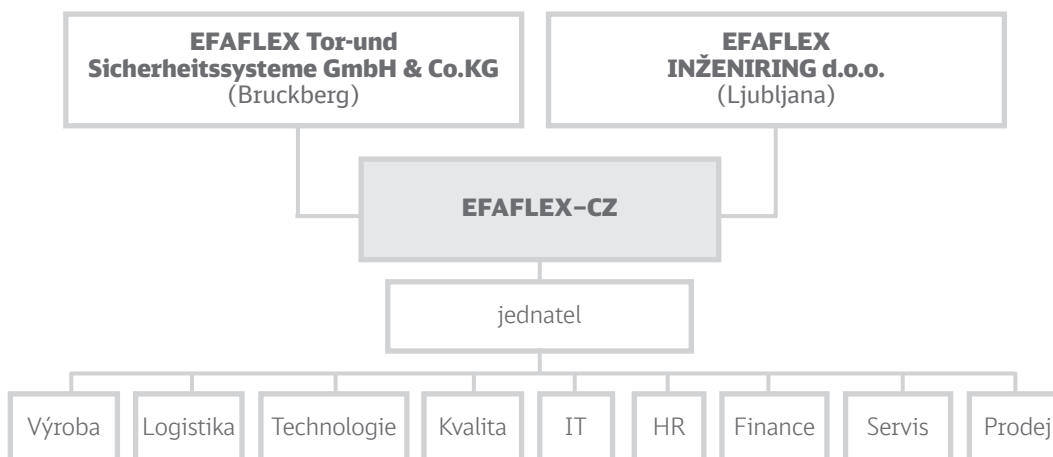 EFAFLEX Tor-und
Sicherheitssysteme GmbH & Co.KG
(Bruckberg)
EFAFLEX
INŽENIRING d.o.o.
(Ljubljana)
EFAFLEX–CZ
jednatel
Výroba
Logistika
Technologie
Kvalita
IT
HR
Finance
Servis
Prodej